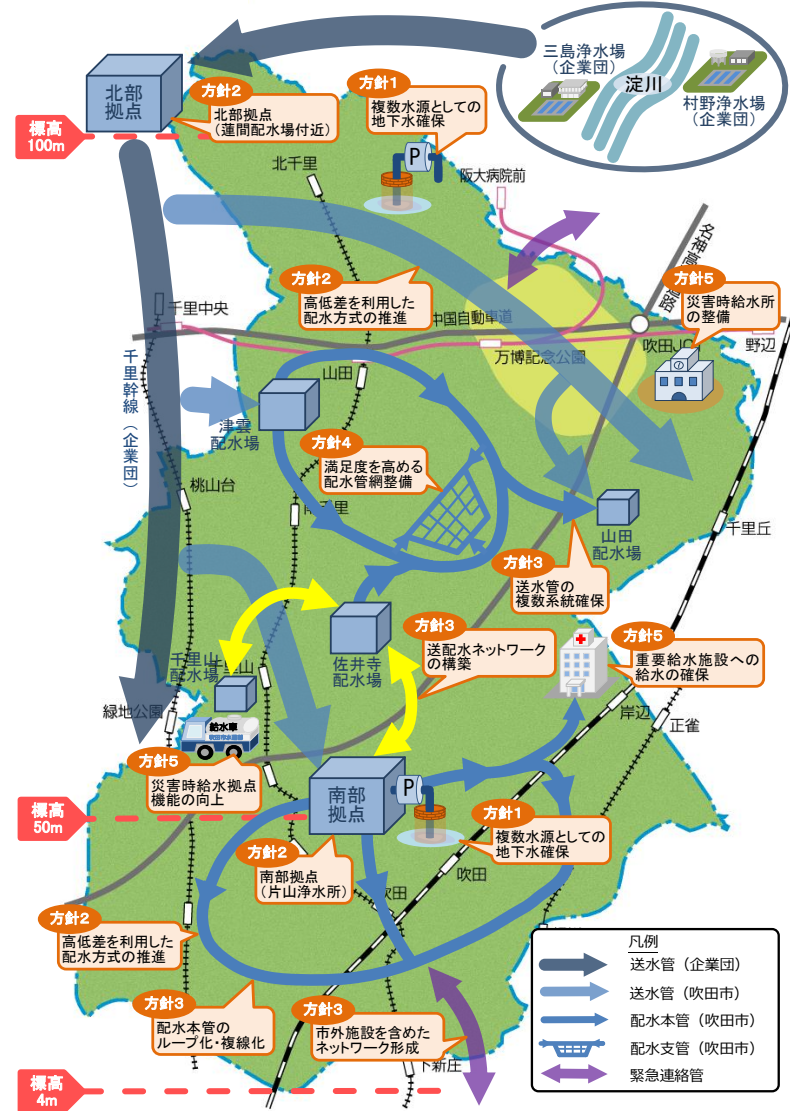 三島浄水場
（企業団）
淀川
村野浄水場
（企業団）
北部
拠点
方針2
北部拠点
（蓮間配水場付近）
標高
100m
方針1
複数水源としての
地下水確保
P
北千里
阪大病院前
名神高
道路
方針2
高低差を利用した
配水方式の推進
方針5
災害時給水所
の整備
千里中央
中国自動車道
万博記念公園
吹田JC
野辺
千里幹線（企業団）
山田
津雲
配水場
方針4
満足度を高める
配水管網整備
桃山台
南千里
山田
配水場
千里丘
方針3
送水管の
複数系統確保
方針3
送配水ネットワーク
の構築
方針5
重要給水施設への
給水の確保
千里山
配水場
千里山
佐井寺
配水場
緑地公園
給水車
岸辺
正雀
方針5
災害時給水拠点
機能の向上
標高
50m
南部
拠点
P
方針1
複数水源としての
地下水確保
方針2
南部拠点
（片山浄水所）
吹田
吹田
方針2
高低差を利用した
配水方式の推進
方針3
配水本管の
ループ化・複線化
方針3
市外施設を含めた
ネットワーク形成
下新庄
標高
4m
凡例
送水管（企業団）
送水管（吹田市）
配水本管（吹田市）
配水支管（吹田市）
緊急連絡管